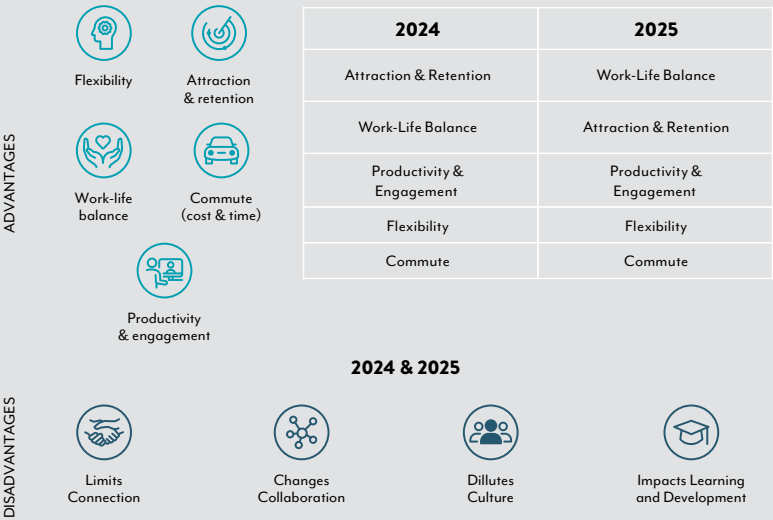 ADVANTAGES
Flexibility
Attraction
& retention
Work-life
balance
Commute
(cost & time)
Productivity
& engagement
2024
2025
Attraction & Retention
Work-Life Balance
Work-Life Balance
Attraction & Retention
Productivity &
Engagement
Productivity &
Engagement
Flexibility
Flexibility
Commute
Commute
DISADVANTAGES
2024 & 2025
Limits
Connection
Changes
Collaboration
Dillutes
Culture
Impacts Learning
and Development